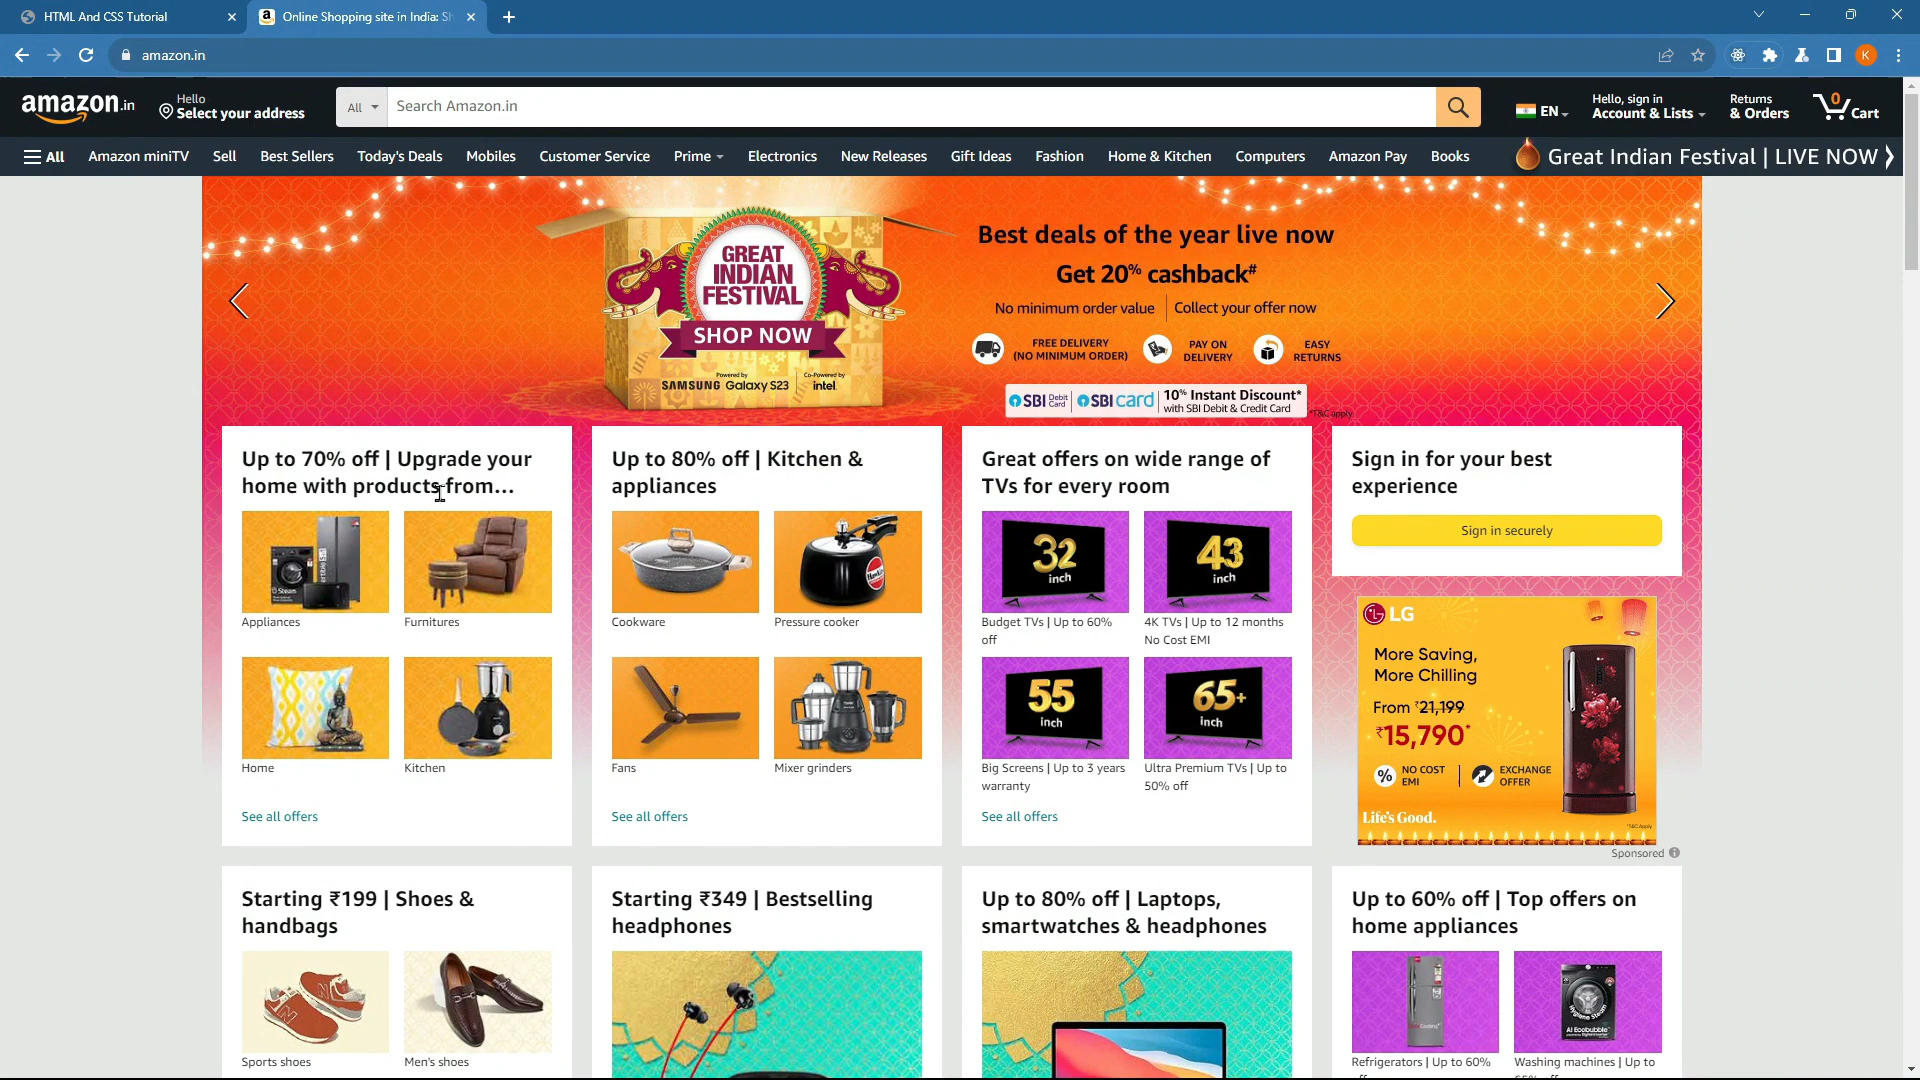 HTML And CSS Tutorial
Online Shopping site in India: Sh
amazon.in
K
amazon.in
Hello
Select your address
All
Search Amazon.in
EN
Hello, sign in
Account & Lists
Returns
& Orders
0
Cart
All
Amazon miniTV
Sell
Best Sellers
Today's Deals
Mobiles
Customer Service
Prime
Electronics
New Releases
Gift Ideas
Fashion
Home & Kitchen
Computers
Amazon Pay
Books
Great Indian Festival | LIVE NOW
GREAT
INDIAN
FESTIVAL
SHOP NOW
Powered by
SAMSUNG Galaxy S23
Co-Powered by
intel.
Best deals of the year live now
Get 20% cashback#
No minimum order value | Collect your offer now
FREE DELIVERY
(NO MINIMUM ORDER)
PAY ON
DELIVERY
EASY
RETURNS
SBI Debit Card
SBI card
10% Instant Discount*
with SBI Debit & Credit Card
*T&C apply
Up to 70% off | Upgrade your
home with products from...
Appliances
Furnitures
Home
Kitchen
See all offers
Up to 80% off | Kitchen &
appliances
Hawkins
Cookware
Pressure cooker
Fans
Mixer grinders
See all offers
Great offers on wide range of
TVs for every room
32
inch
43
inch
Budget TVs | Up to 60%
off
4K TVs | Up to 12 months
No Cost EMI
55
inch
65+
inch
Big Screens | Up to 3 years
warranty
Ultra Premium TVs | Up to
50% off
See all offers
Sign in for your best
experience
Sign in securely
LG
More Saving,
More Chilling
From ₹21,199
₹15,790*
% NO COST
EMI
EXCHANGE
OFFER
Life's Good.
*T&C Apply
Sponsored
Starting ₹199 | Shoes &
handbags
Sports shoes
Men's shoes
Starting ₹349 | Bestselling
headphones
Up to 80% off | Laptops,
smartwatches & headphones
Up to 60% off | Top offers on
home appliances
AI Ecobubble™
Refrigerators | Up to 60%
Washing machines | Up to